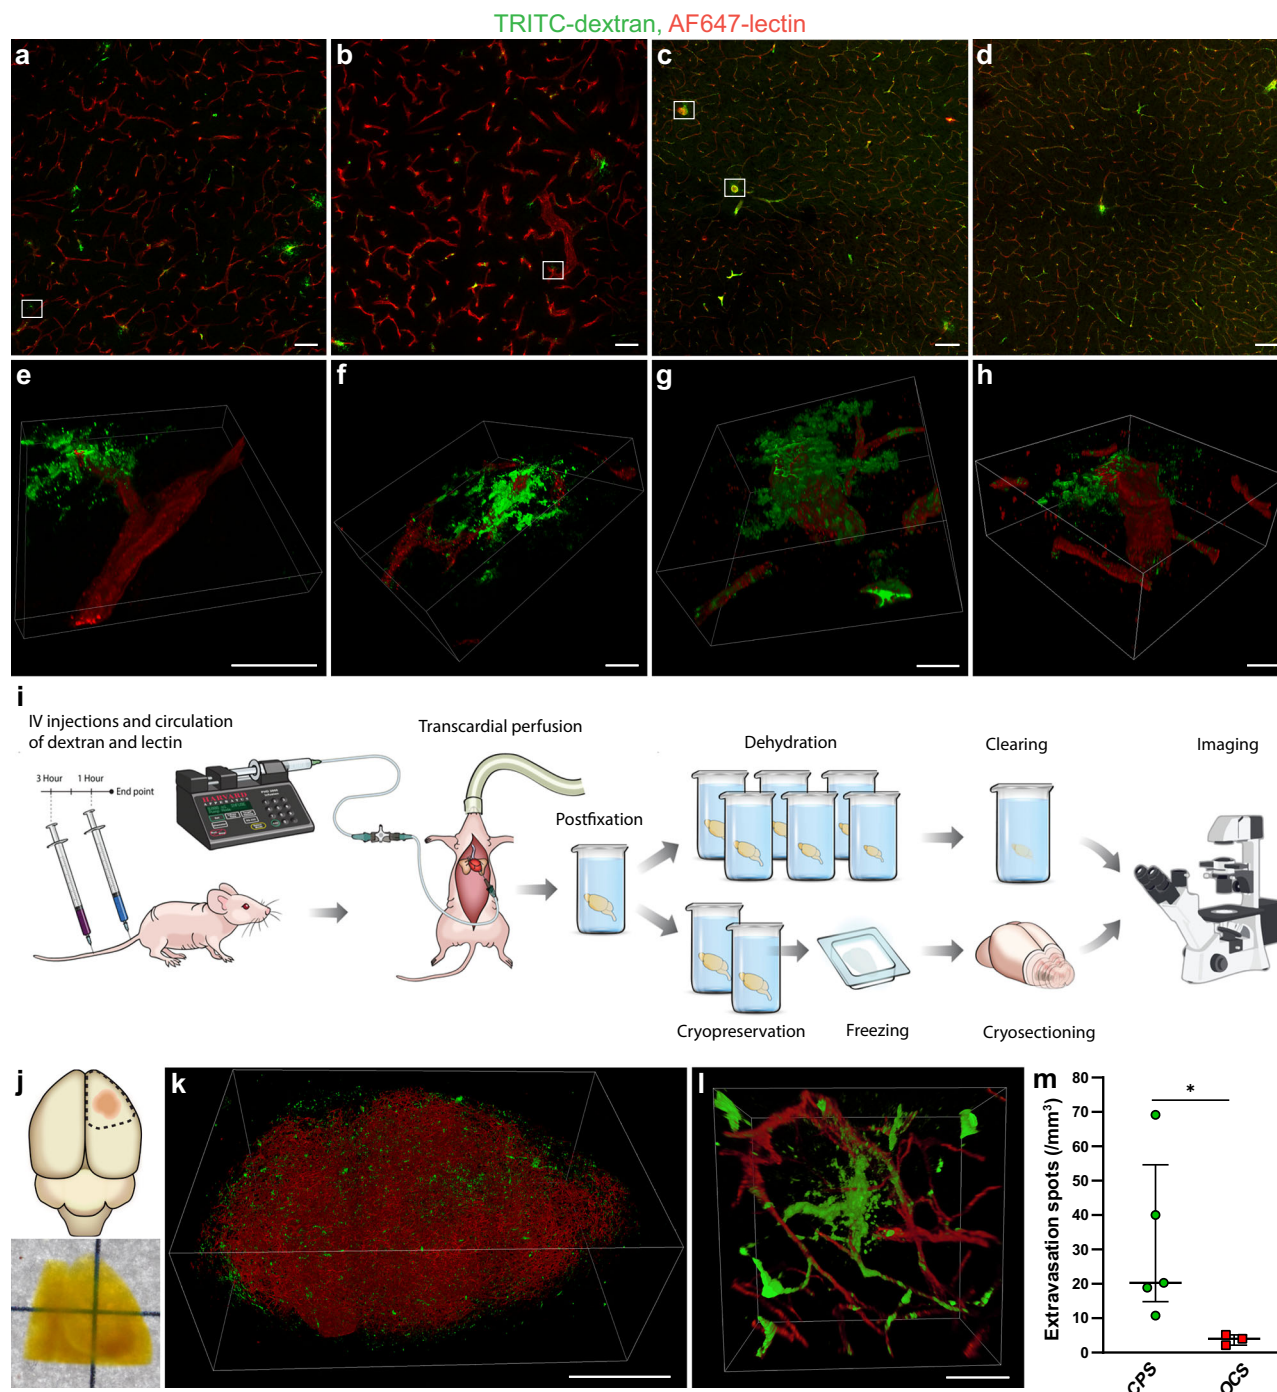 TRITC-dextran, AF647-lectin
a
b
c
d
e
f
g
h
i
IV injections and circulation
of dextran and lectin
3 Hour
1 Hour
End point
HARVARD
Transcardial perfusion
Postfixation
Dehydration
Clearing
Imaging
Cryopreservation
Freezing
Cryosectioning
j
k
l
m
Extravasation spots (/mm³)
80
70
60
50
40
30
20
10
0
*
CPS
OCS